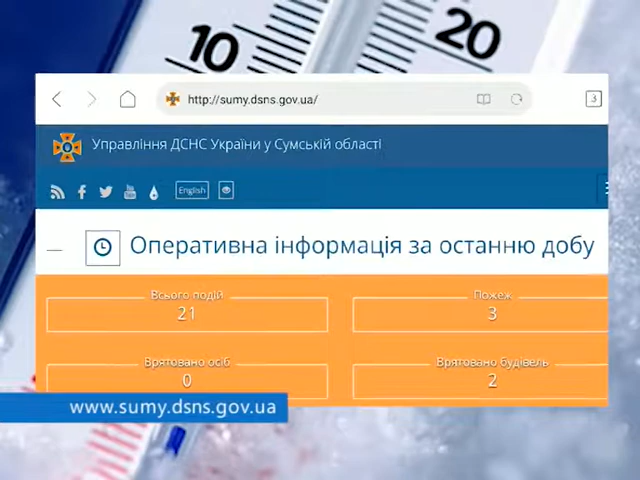 10
20
http://sumy.dsns.gov.ua/
3
Управління ДСНС України у Сумській області
English
Оперативна інформація за останню добу
Всього подій
21
Пожеж
3
Врятовано осіб
0
Врятовано будівель
2
www.sumy.dsns.gov.ua